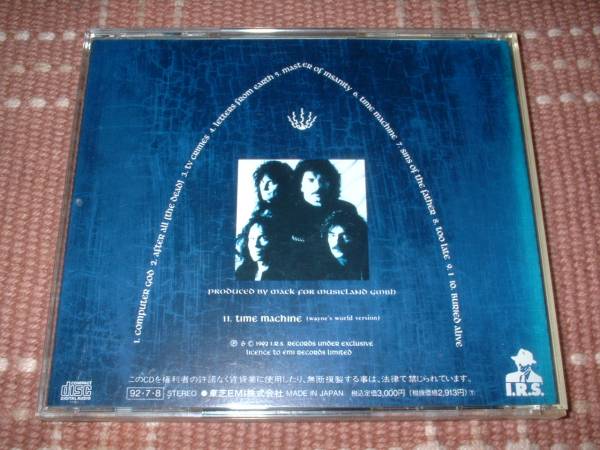 1. COMPUTER GOD 2. AFTER ALL [THE DEAD] 3. TV CRIMES 4. LETTERS FROM EARTH 5. MASTER OF INSANITY 6. TIME MACHINE 7. SINS OF THE FATHER 8. TOO LATE 9. I 10. BURIED ALIVE
PRODUCED BY MACK FOR MUSICLAND GMBH
11. TIME MACHINE (WAYNE'S WORLD VERSION)
℗ & © 1992 I.R.S. RECORDS UNDER EXCLUSIVE
LICENCE TO EMI RECORDS LIMITED
I.R.S.
COMPACT
disc
DIGITAL AUDIO
このCDを権利者の許諾なく賃貸業に使用したり、無断複製する事は、法律で禁じられています。
92・7・8 STEREO ● 東芝EMI株式会社 MADE IN JAPAN 税込定価3,000円 (税抜価格2,913円)